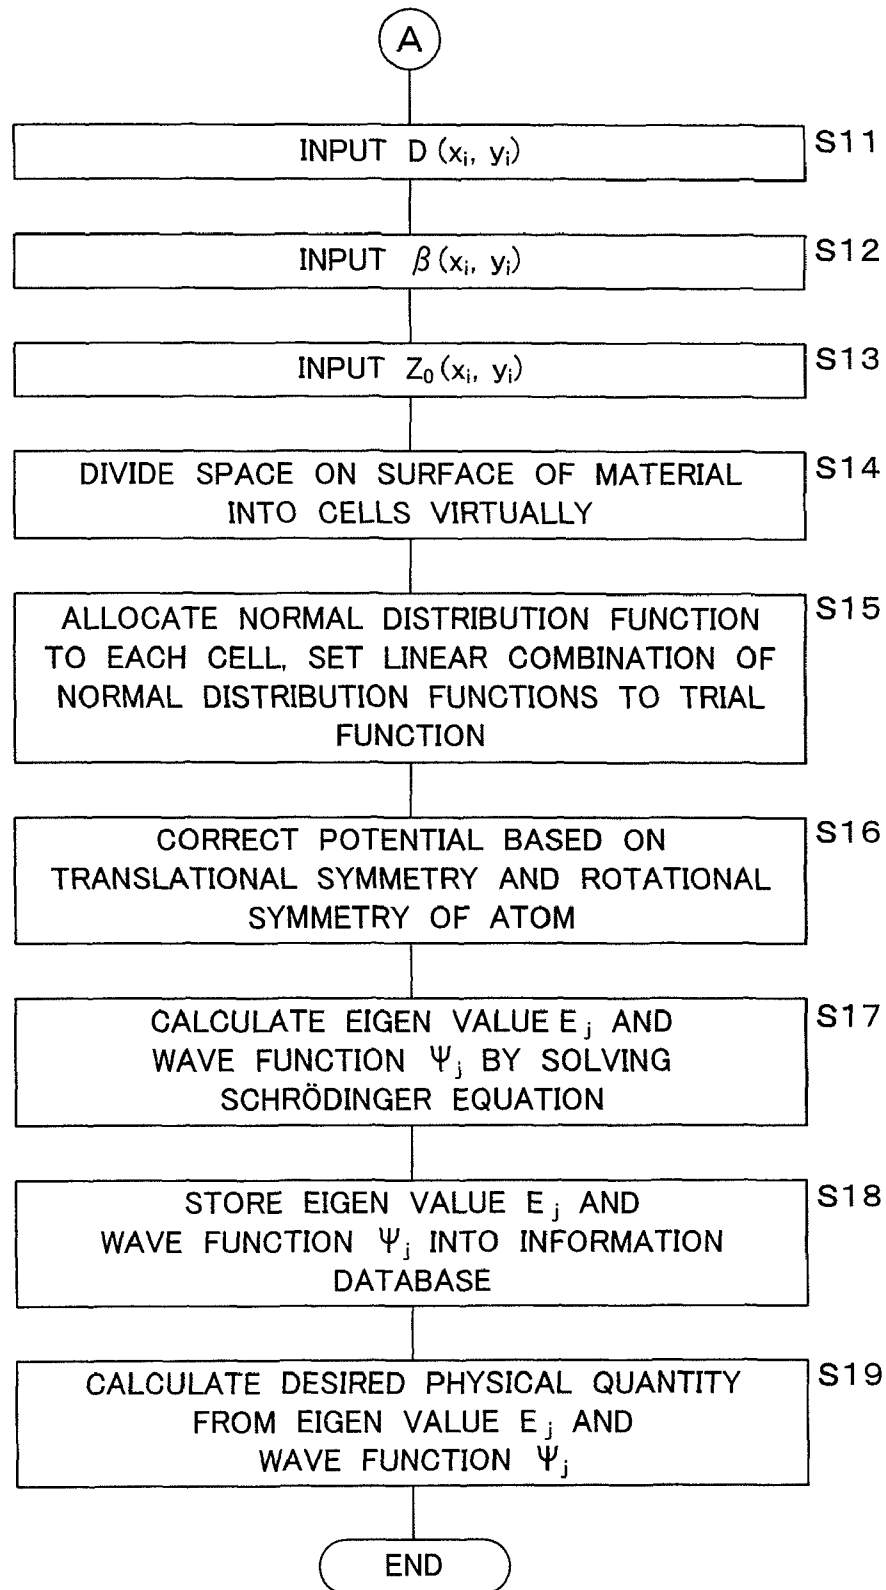 A
INPUT D (xᵢ, yᵢ)
S11
INPUT β (xᵢ, yᵢ)
S12
INPUT Z₀ (xᵢ, yᵢ)
S13
DIVIDE SPACE ON SURFACE OF MATERIAL
INTO CELLS VIRTUALLY
S14
ALLOCATE NORMAL DISTRIBUTION FUNCTION
TO EACH CELL, SET LINEAR COMBINATION OF
NORMAL DISTRIBUTION FUNCTIONS TO TRIAL
FUNCTION
S15
CORRECT POTENTIAL BASED ON
TRANSLATIONAL SYMMETRY AND ROTATIONAL
SYMMETRY OF ATOM
S16
CALCULATE EIGEN VALUE Eⱼ AND
WAVE FUNCTION Ψⱼ BY SOLVING
SCHRÖDINGER EQUATION
S17
STORE EIGEN VALUE Eⱼ AND
WAVE FUNCTION Ψⱼ INTO INFORMATION
DATABASE
S18
CALCULATE DESIRED PHYSICAL QUANTITY
FROM EIGEN VALUE Eⱼ AND
WAVE FUNCTION Ψⱼ
S19
END